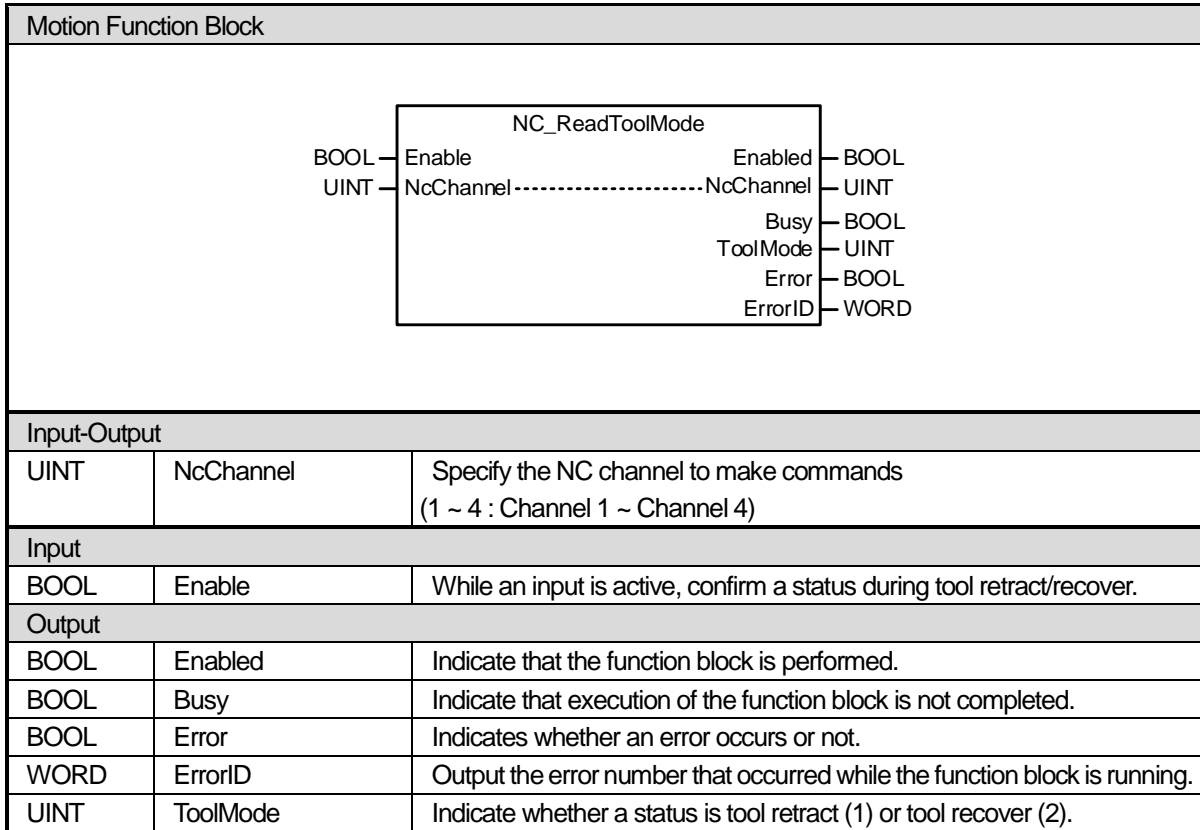 Motion Function Block
NC_ReadToolMode
BOOL Enable Enabled BOOL
UINT NcChannel NcChannel UINT
Busy BOOL
ToolMode UINT
Error BOOL
ErrorID WORD
Input-Output
UINT NcChannel Specify the NC channel to make commands
(1 ~ 4 : Channel 1 ~ Channel 4)
Input
BOOL Enable While an input is active, confirm a status during tool retract/recover.
Output
BOOL Enabled Indicate that the function block is performed.
BOOL Busy Indicate that execution of the function block is not completed.
BOOL Error Indicates whether an error occurs or not.
WORD ErrorID Output the error number that occurred while the function block is running.
UINT ToolMode Indicate whether a status is tool retract (1) or tool recover (2).